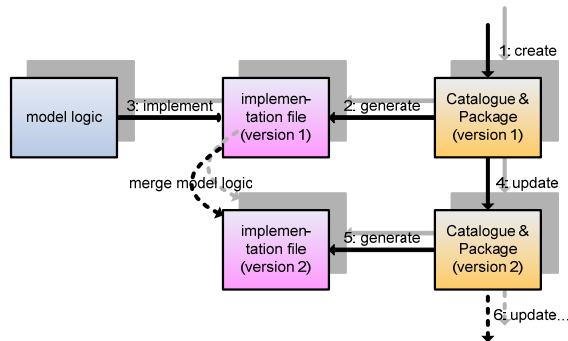 1: create
model logic
3: implement
implemen-
tation file
(version 1)
2: generate
Catalogue &
Package
(version 1)
4: update
merge model logic
implemen-
tation file
(version 2)
5: generate
Catalogue &
Package
(version 2)
6: update...